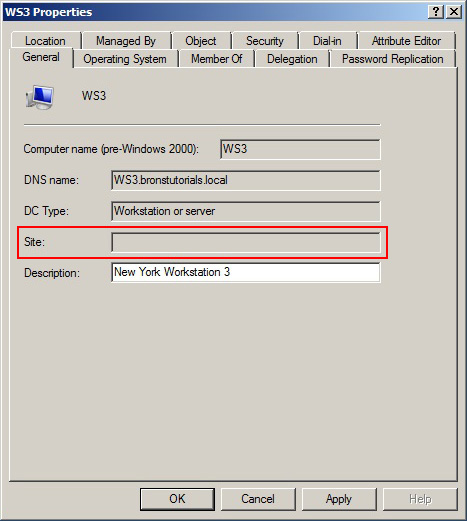 WS3 Properties
Location Managed By Object Security Dial-in Attribute Editor
General Operating System Member Of Delegation Password Replication
WS3
Computer name (pre-Windows 2000): WS3
DNS name: WS3.bronstutorials.local
DC Type: Workstation or server
Site:
Description: New York Workstation 3
OK Cancel Apply Help